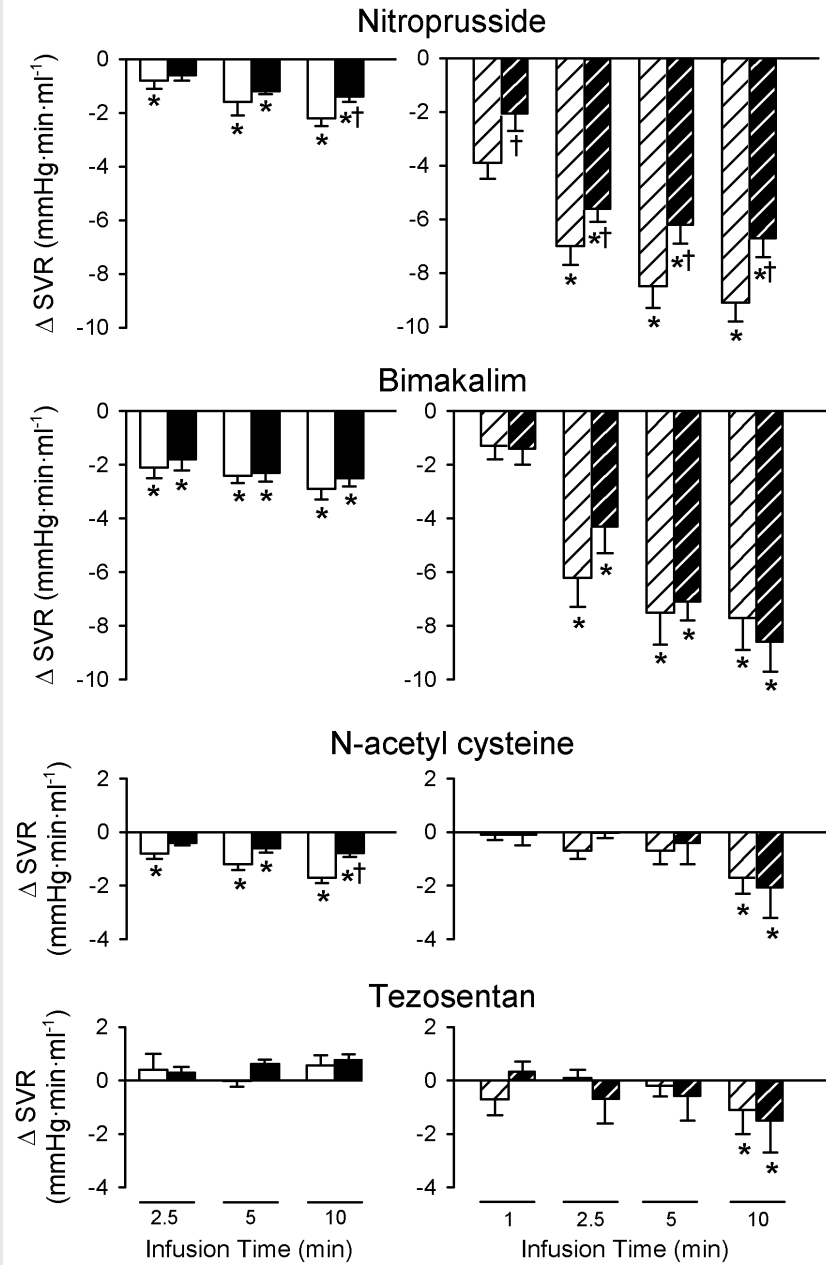 Nitroprusside
Δ SVR (mmHg·min·ml⁻¹)
0
-2
-4
-6
-8
-10
* * * * *†
0
-2
-4
-6
-8
-10
† * *† * *† * *†
Bimakalim
Δ SVR (mmHg·min·ml⁻¹)
0
-2
-4
-6
-8
-10
* * * * * *
0
-2
-4
-6
-8
-10
* * * * * *
N-acetyl cysteine
Δ SVR
(mmHg·min·ml⁻¹)
2
0
-2
-4
* * * * *†
2
0
-2
-4
* *
Tezosentan
Δ SVR
(mmHg·min·ml⁻¹)
2
0
-2
-4
2
0
-2
-4
* *
2.5 5 10
Infusion Time (min)
1 2.5 5 10
Infusion Time (min)